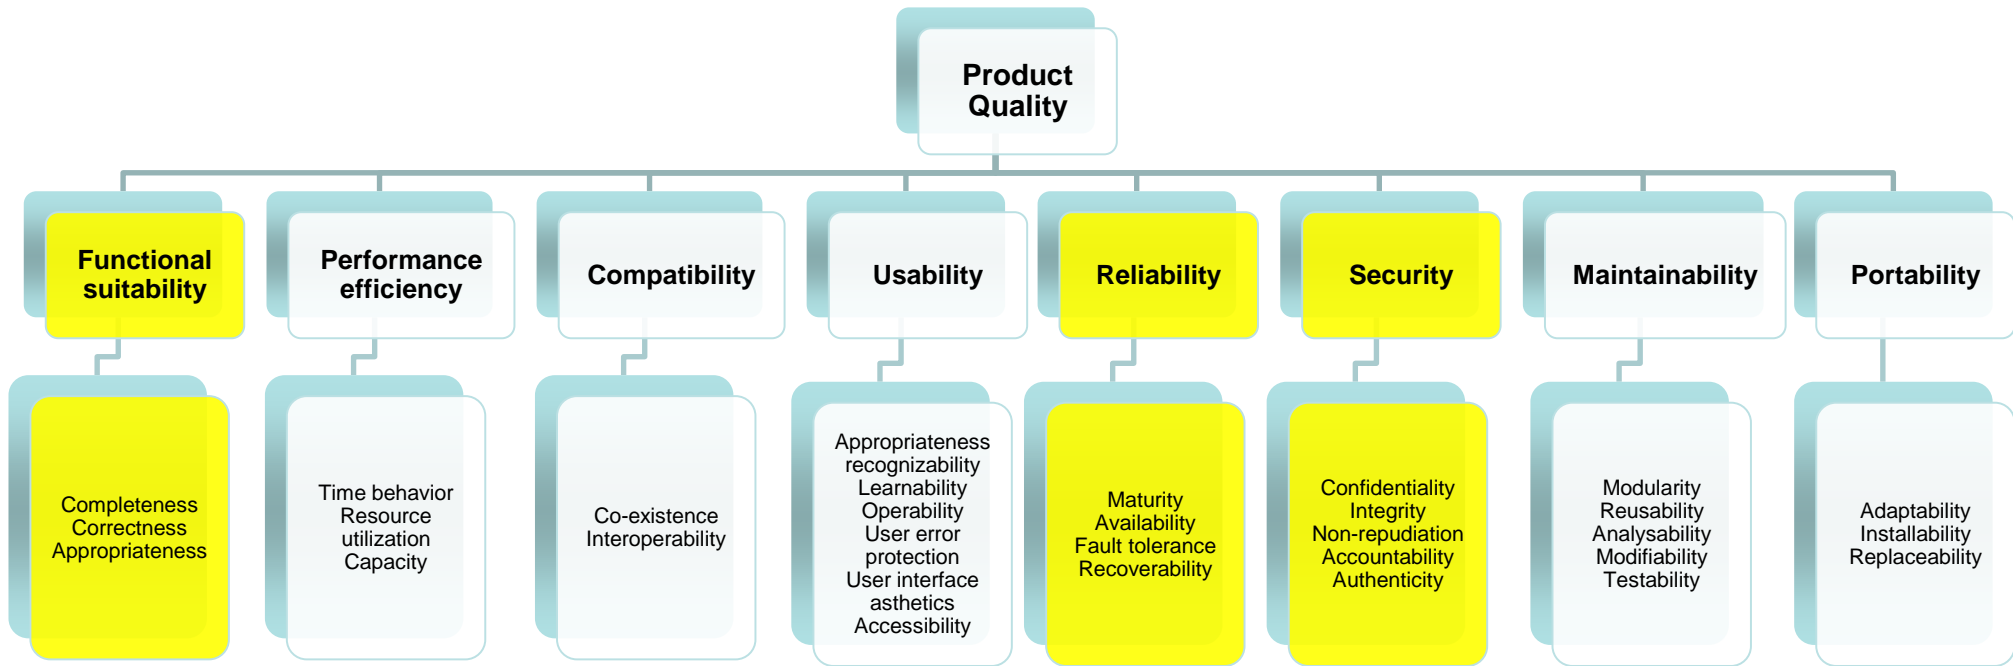 Product
Quality
Functional
suitability
Performance
efficiency
Compatibility
Usability
Reliability
Security
Maintainability
Portability
Completeness
Correctness
Appropriateness
Time behavior
Resource
utilization
Capacity
Co-existence
Interoperability
Appropriateness
recognizability
Learnability
Operability
User error
protection
User interface
asthetics
Accessibility
Maturity
Availability
Fault tolerance
Recoverability
Confidentiality
Integrity
Non-repudiation
Accountability
Authenticity
Modularity
Reusability
Analysability
Modifiability
Testability
Adaptability
Installability
Replaceability